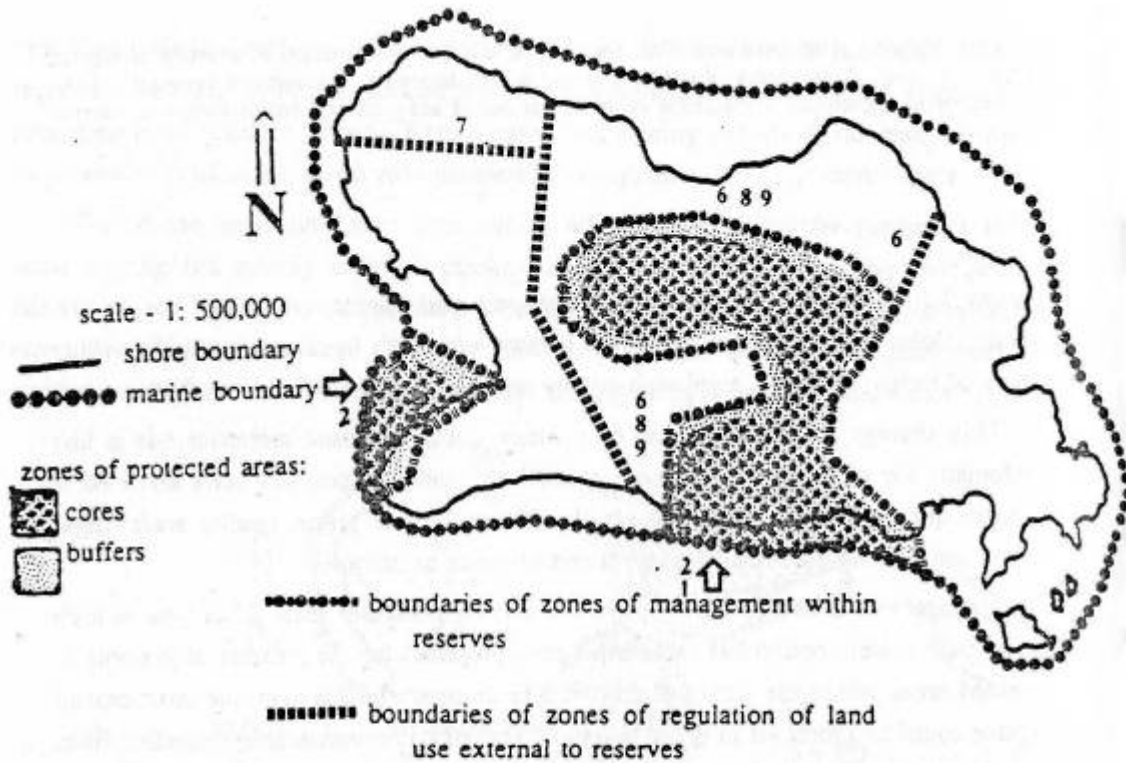 7
6 8 9
6
N
scale - 1: 500,000
shore boundary
marine boundary
2
6
8
9
zones of protected areas:
cores
buffers
2
1
boundaries of zones of management within
reserves
boundaries of zones of regulation of land
use external to reserves